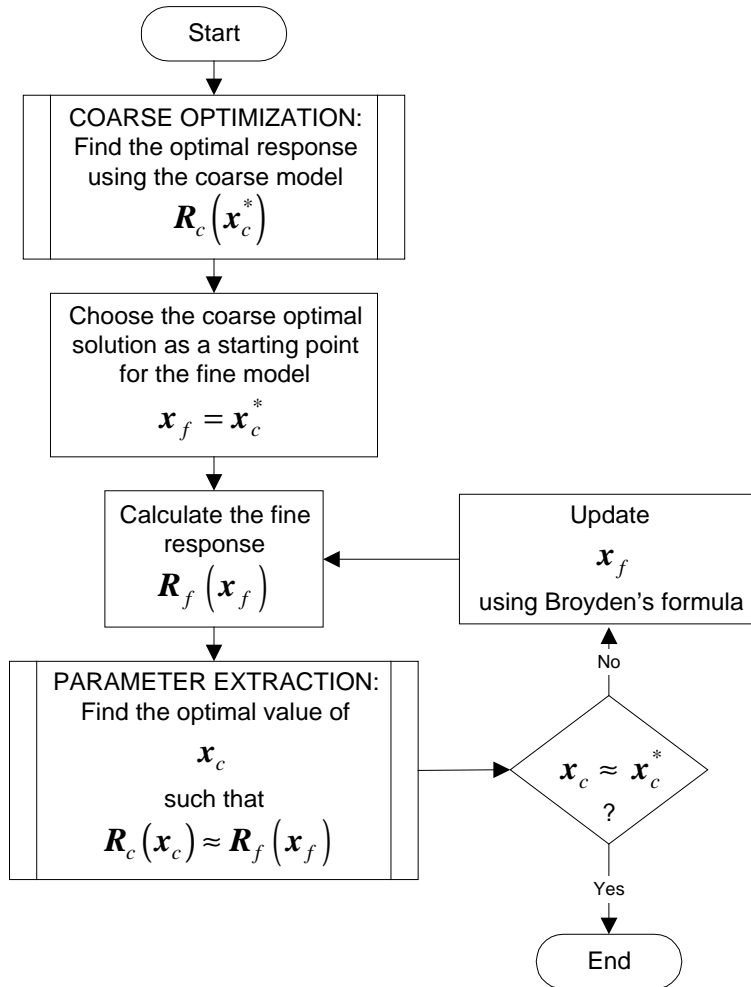 Start
COARSE OPTIMIZATION:
Find the optimal response
using the coarse model
R_c(x_c^*)
Choose the coarse optimal
solution as a starting point
for the fine model
x_f = x_c^*
Calculate the fine
response
R_f(x_f)
Update
x_f
using Broyden's formula
No
PARAMETER EXTRACTION:
Find the optimal value of
x_c
such that
R_c(x_c) ≈ R_f(x_f)
x_c ≈ x_c^*
?
Yes
End